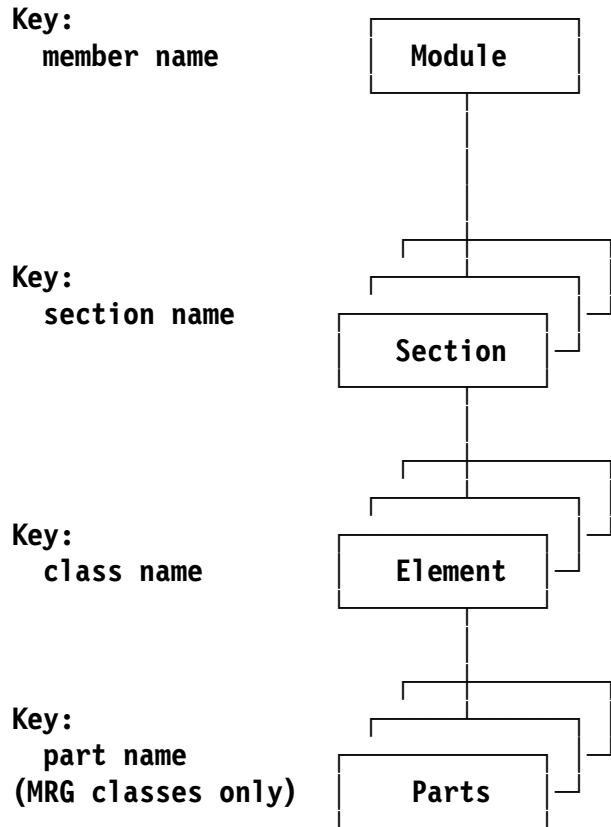 Key:
member name
Module
Key:
section name
Section
Key:
class name
Element
Key:
part name
(MRG classes only)
Parts